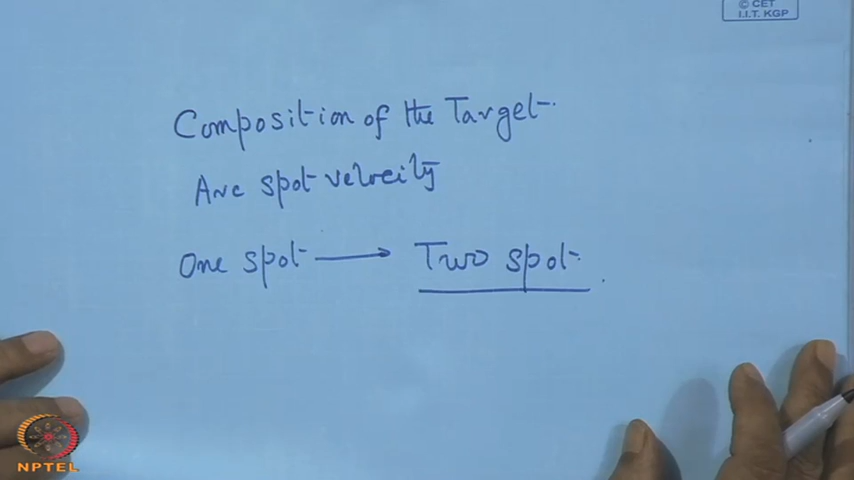 © CET
I.I.T. KGP
Composition of the Target.
Arc spot velocity
One spot → Two spot.
NPTEL